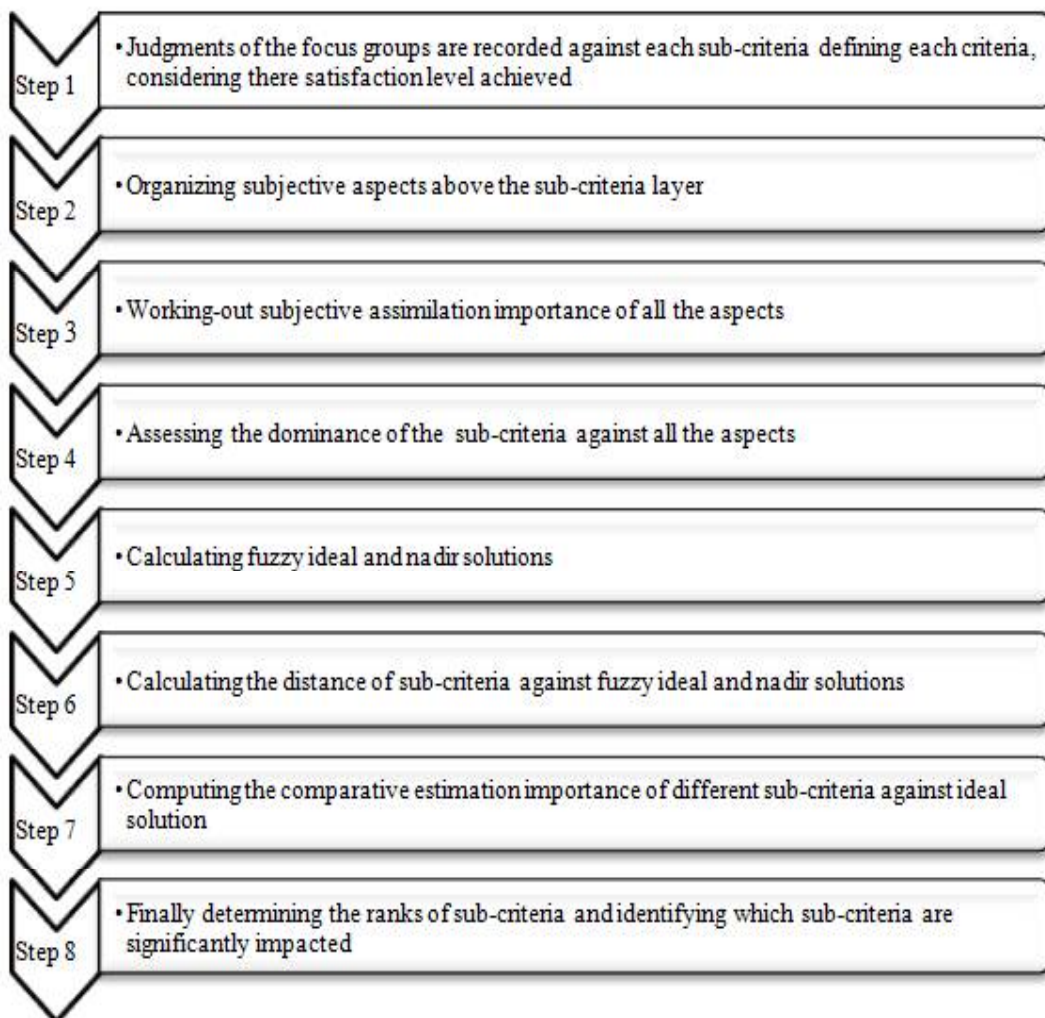 • Judgments of the focus groups are recorded against each sub-criteria defining each criteria,
considering there satisfaction level achieved
Step 1
• Organizing subjective aspects above the sub-criteria layer
Step 2
• Working-out subjective assimilation importance of all the aspects
Step 3
• Assessing the dominance of the sub-criteria against all the aspects
Step 4
• Calculating fuzzy ideal and nadir solutions
Step 5
• Calculating the distance of sub-criteria against fuzzy ideal and nadir solutions
Step 6
• Computing the comparative estimation importance of different sub-criteria against ideal
solution
Step 7
• Finally determining the ranks of sub-criteria and identifying which sub-criteria are
significantly impacted
Step 8